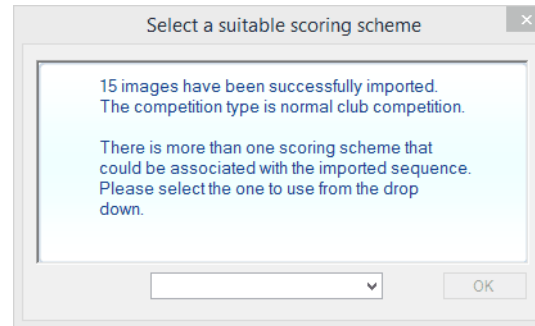 Select a suitable scoring scheme
15 images have been successfully imported.
The competition type is normal club competition.
There is more than one scoring scheme that
could be associated with the imported sequence.
Please select the one to use from the drop
down.
OK